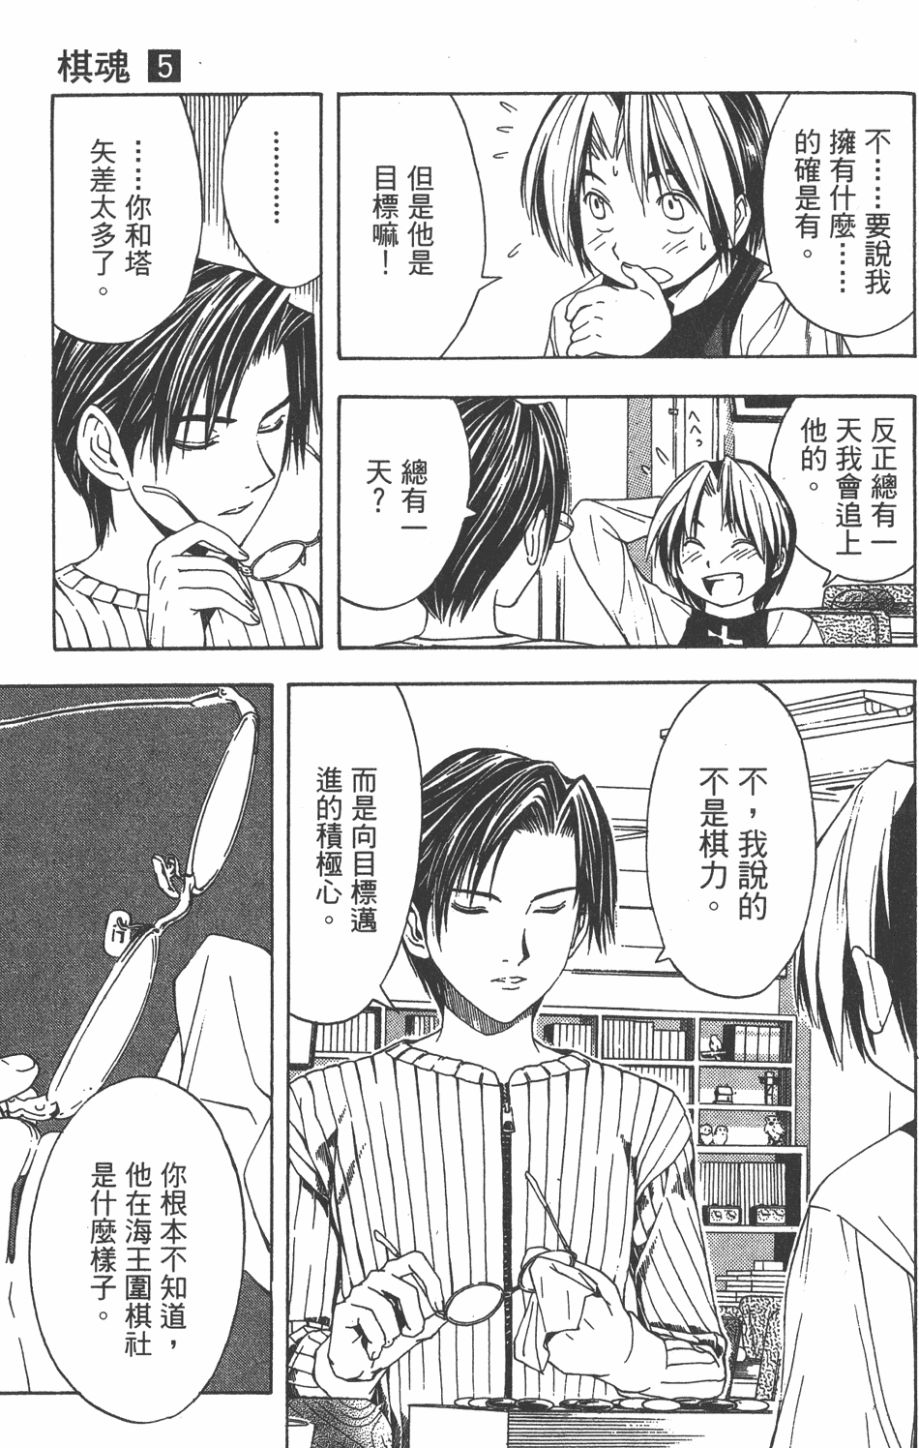 棋魂 5
不……要說我
擁有什麼……
的確是有。
但是他是
目標嘛！
反正總有一
天我會追上
他的。
へへっ
總有一
天？
…………
……你和塔
矢差太多了。
不，我說的
不是棋力。
而是向目標邁
進的積極心。
你根本不知道，
他在海王圍棋社
是什麼樣子。